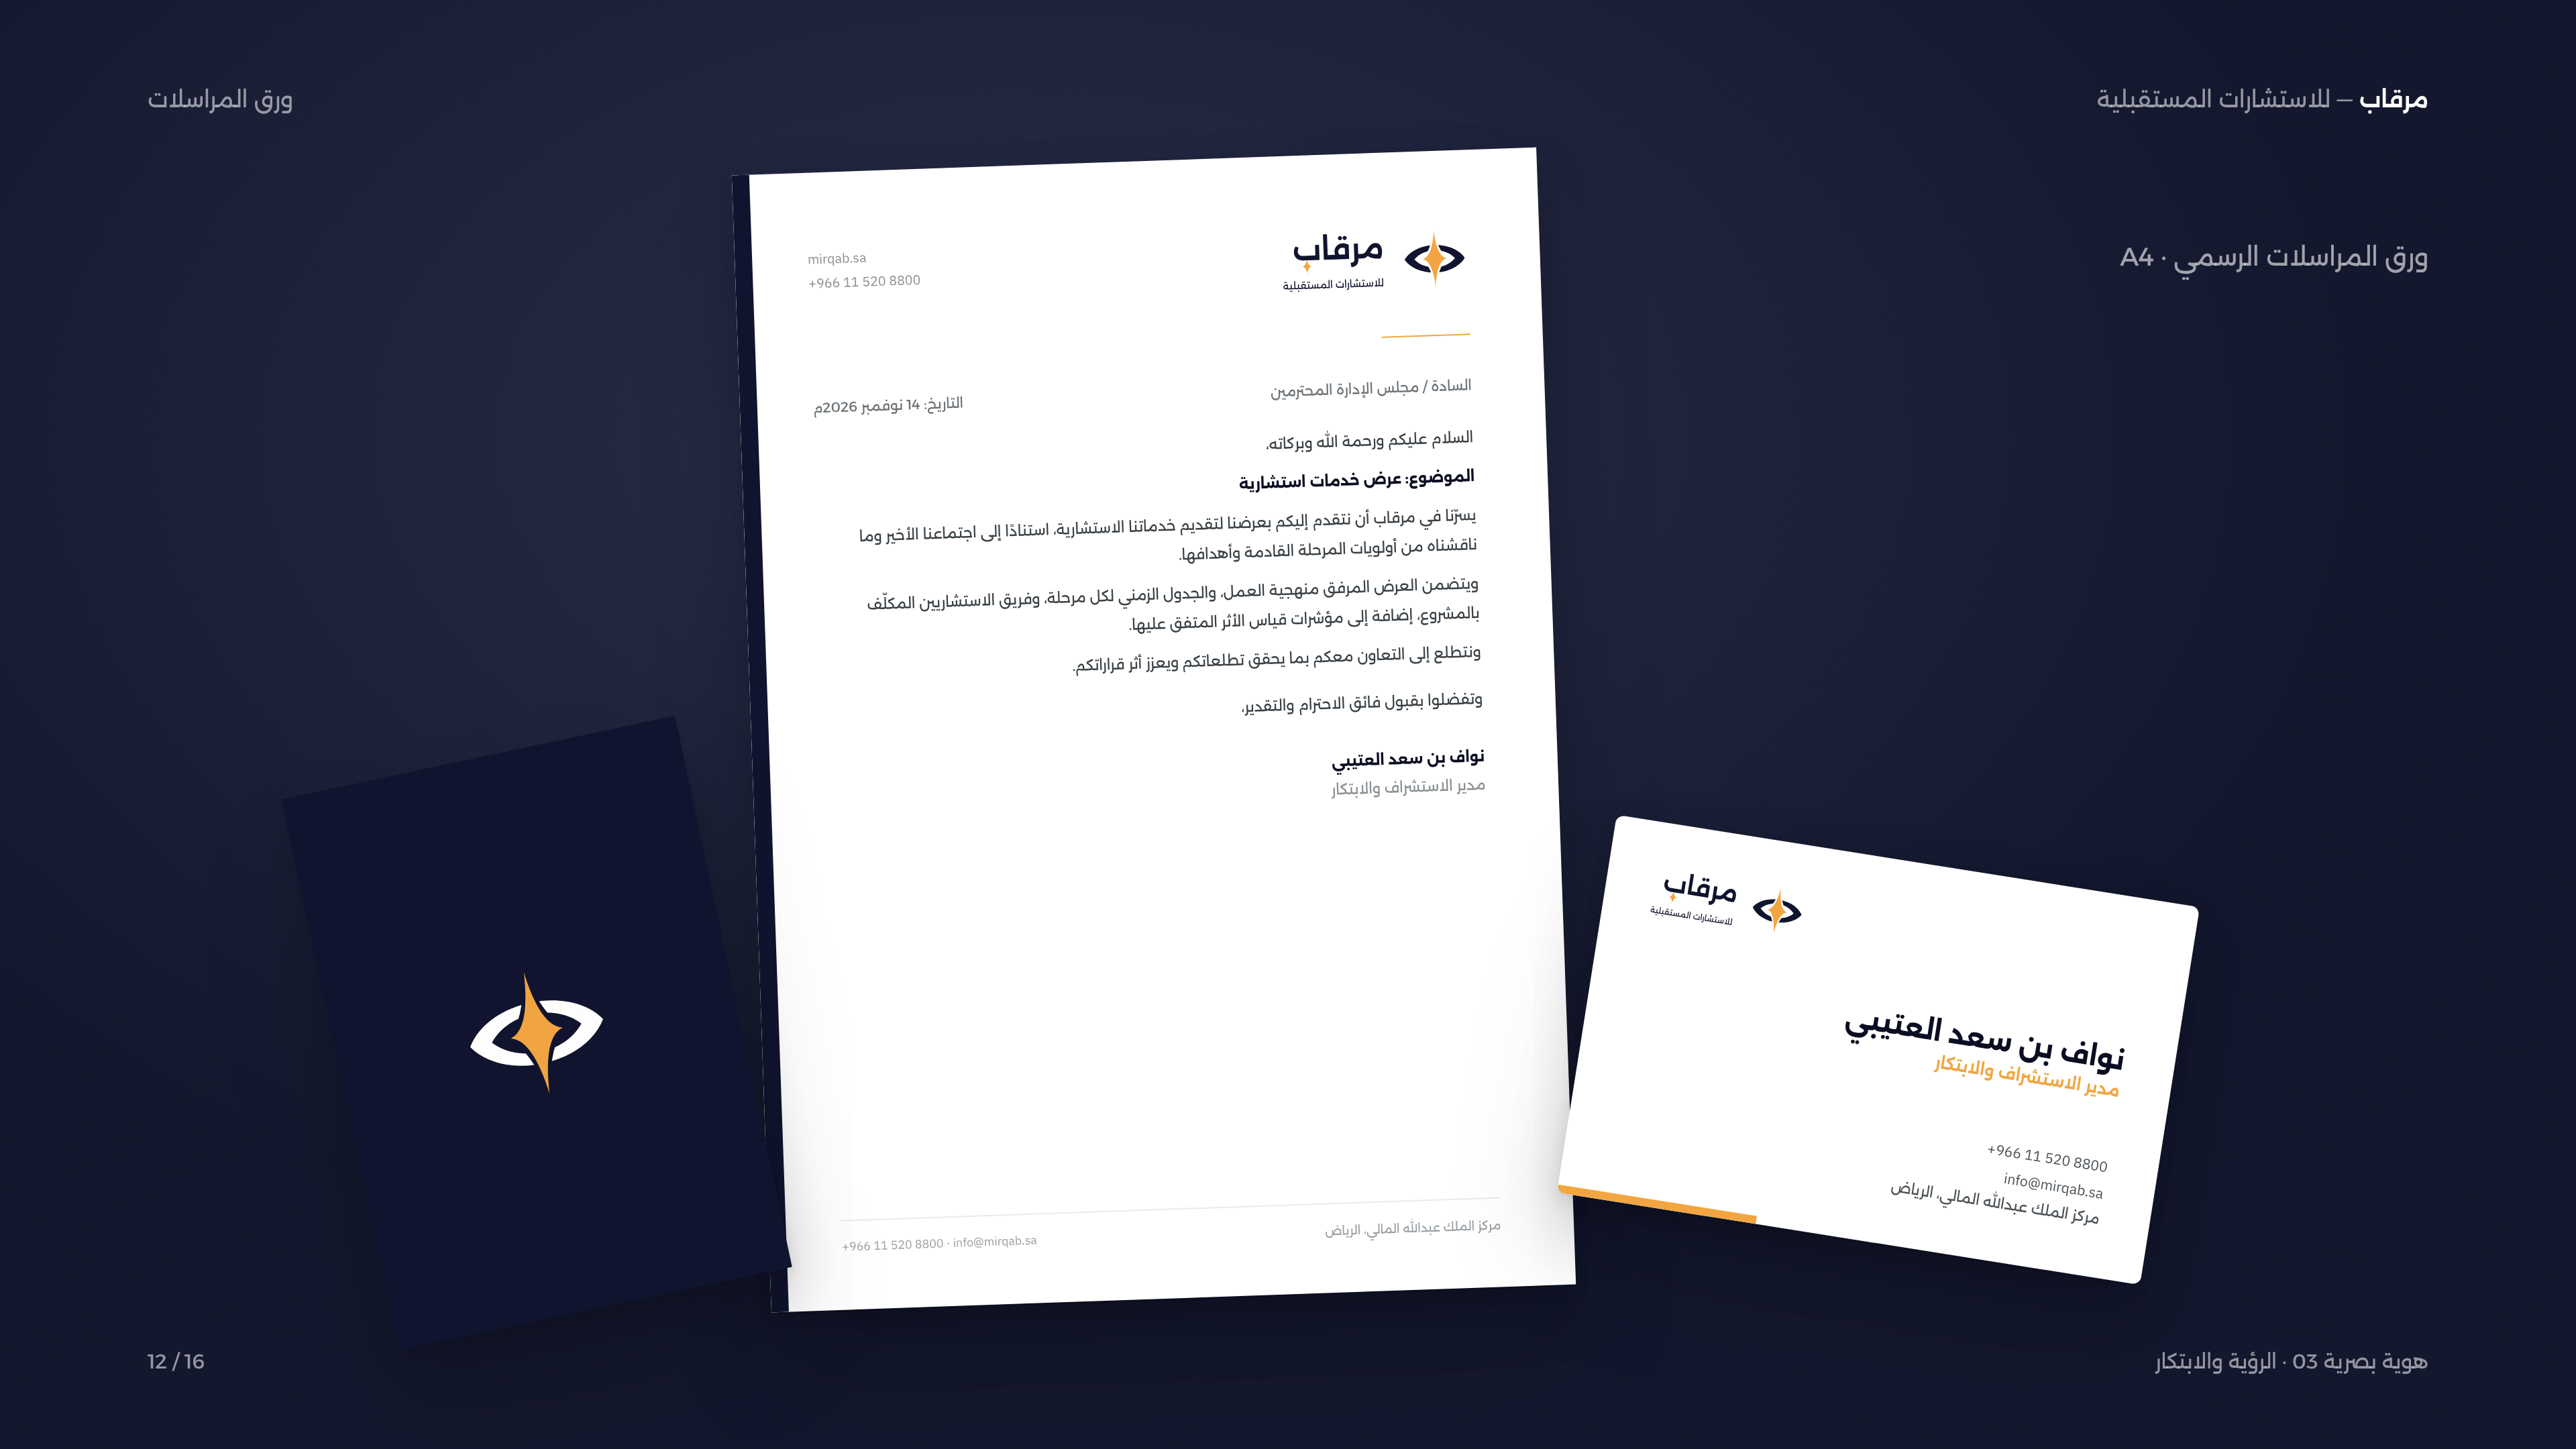 مرقاب — للاستشارات المستقبلية
ورق المراسلات
ورق المراسلات الرسمي · A4
مرقاب
للاستشارات المستقبلية
mirqab.sa
+966 11 520 8800
السادة / مجلس الإدارة المحترمين
التاريخ: 14 نوفمبر 2026م
السلام عليكم ورحمة الله وبركاته،
الموضوع: عرض خدمات استشارية
يسرّنا في مرقاب أن نتقدم إليكم بعرضنا لتقديم خدماتنا الاستشارية، استنادًا إلى اجتماعنا الأخير وما
ناقشناه من أولويات المرحلة القادمة وأهدافها.
ويتضمن العرض المرفق منهجية العمل، والجدول الزمني لكل مرحلة، وفريق الاستشاريين المكلّف
بالمشروع، إضافة إلى مؤشرات قياس الأثر المتفق عليها.
ونتطلع إلى التعاون معكم بما يحقق تطلعاتكم ويعزز أثر قراراتكم.
وتفضلوا بقبول فائق الاحترام والتقدير،
نواف بن سعد العتيبي
مدير الاستشراف والابتكار
مركز الملك عبدالله المالي، الرياض
+966 11 520 8800 · info@mirqab.sa
مرقاب
للاستشارات المستقبلية
نواف بن سعد العتيبي
مدير الاستشراف والابتكار
+966 11 520 8800
info@mirqab.sa
مركز الملك عبدالله المالي، الرياض
هوية بصرية 03 · الرؤية والابتكار
12 / 16